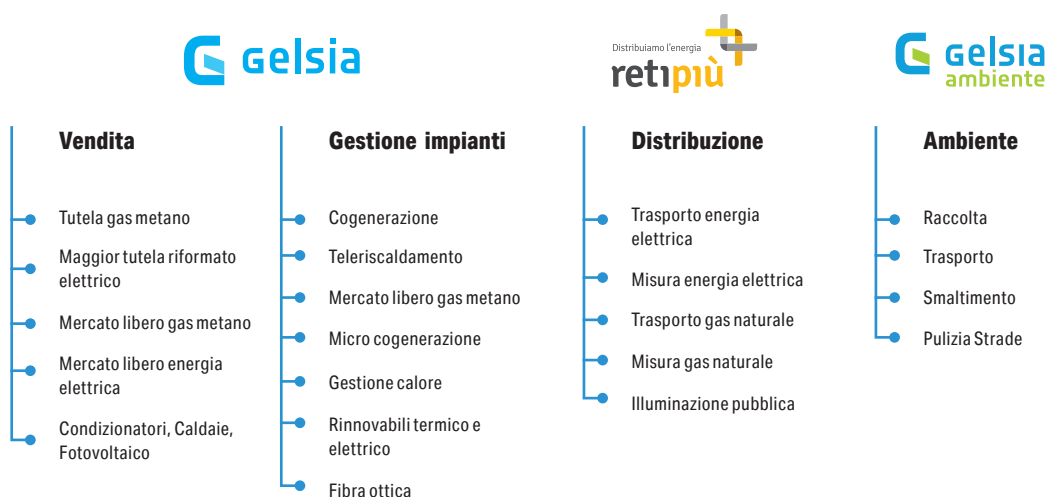 Gelsia
Distribuiamo l'energia
retipiù
Gelsia
ambiente
Vendita
Tutela gas metano
Maggior tutela riformato
elettrico
Mercato libero gas metano
Mercato libero energia
elettrica
Condizionatori, Caldaie,
Fotovoltaico
Gestione impianti
Cogenerazione
Teleriscaldamento
Mercato libero gas metano
Micro cogenerazione
Gestione calore
Rinnovabili termico e
elettrico
Fibra ottica
Distribuzione
Trasporto energia
elettrica
Misura energia elettrica
Trasporto gas naturale
Misura gas naturale
Illuminazione pubblica
Ambiente
Raccolta
Trasporto
Smaltimento
Pulizia Strade